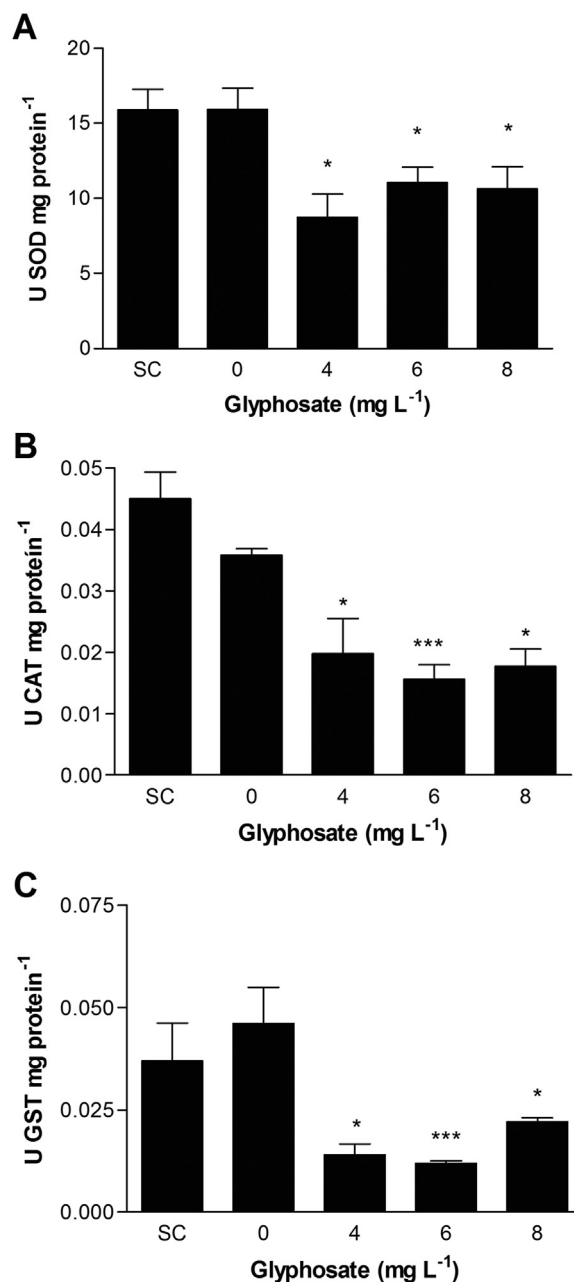 A
U SOD mg protein⁻¹
20
15
10
5
0
*
*
*
SC 0 4 6 8
Glyphosate (mg L⁻¹)
B
U CAT mg protein⁻¹
0.05
0.04
0.03
0.02
0.01
0.00
*
***
*
SC 0 4 6 8
Glyphosate (mg L⁻¹)
C
U GST mg protein⁻¹
0.075
0.050
0.025
0.000
*
***
*
SC 0 4 6 8
Glyphosate (mg L⁻¹)